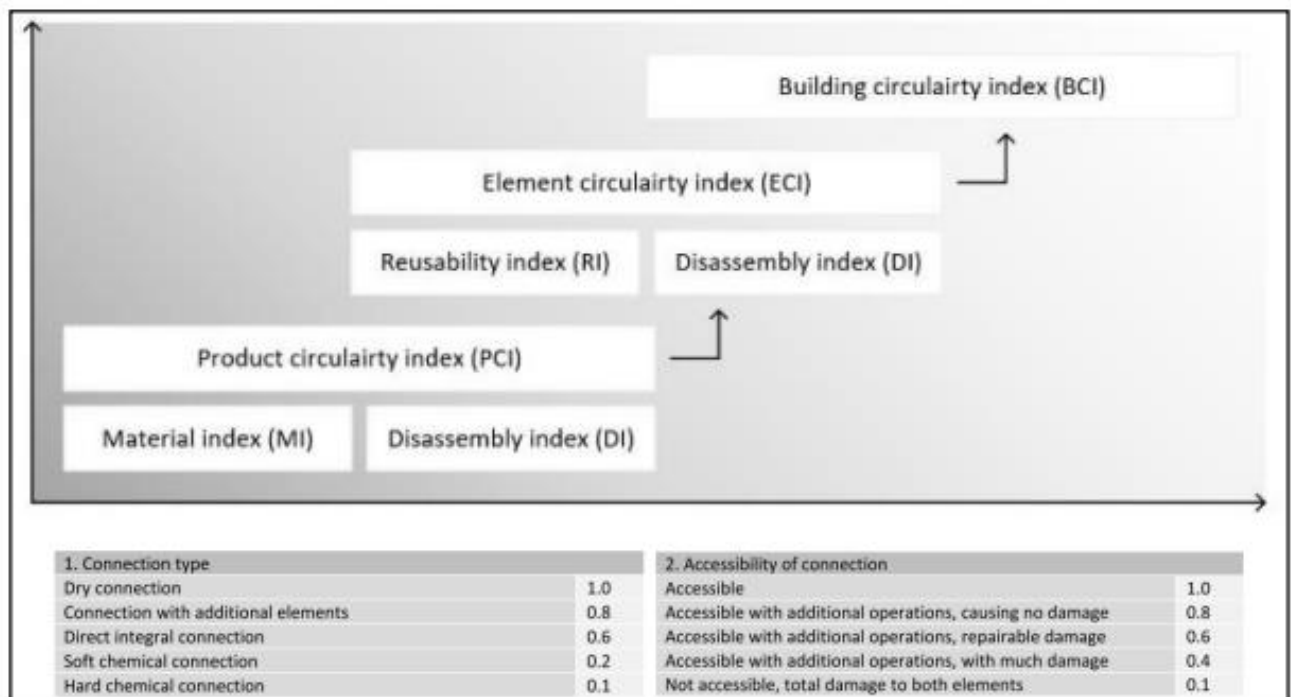 Building circulairty index (BCI)
Element circulairty index (ECI)
Reusability index (RI) Disassembly index (DI)
Product circulairty index (PCI)
Material index (MI) Disassembly index (DI)
1. Connection type
Dry connection 1.0
Connection with additional elements 0.8
Direct integral connection 0.6
Soft chemical connection 0.2
Hard chemical connection 0.1
2. Accessibility of connection
Accessible 1.0
Accessible with additional operations, causing no damage 0.8
Accessible with additional operations, repairable damage 0.6
Accessible with additional operations, with much damage 0.4
Not accessible, total damage to both elements 0.1